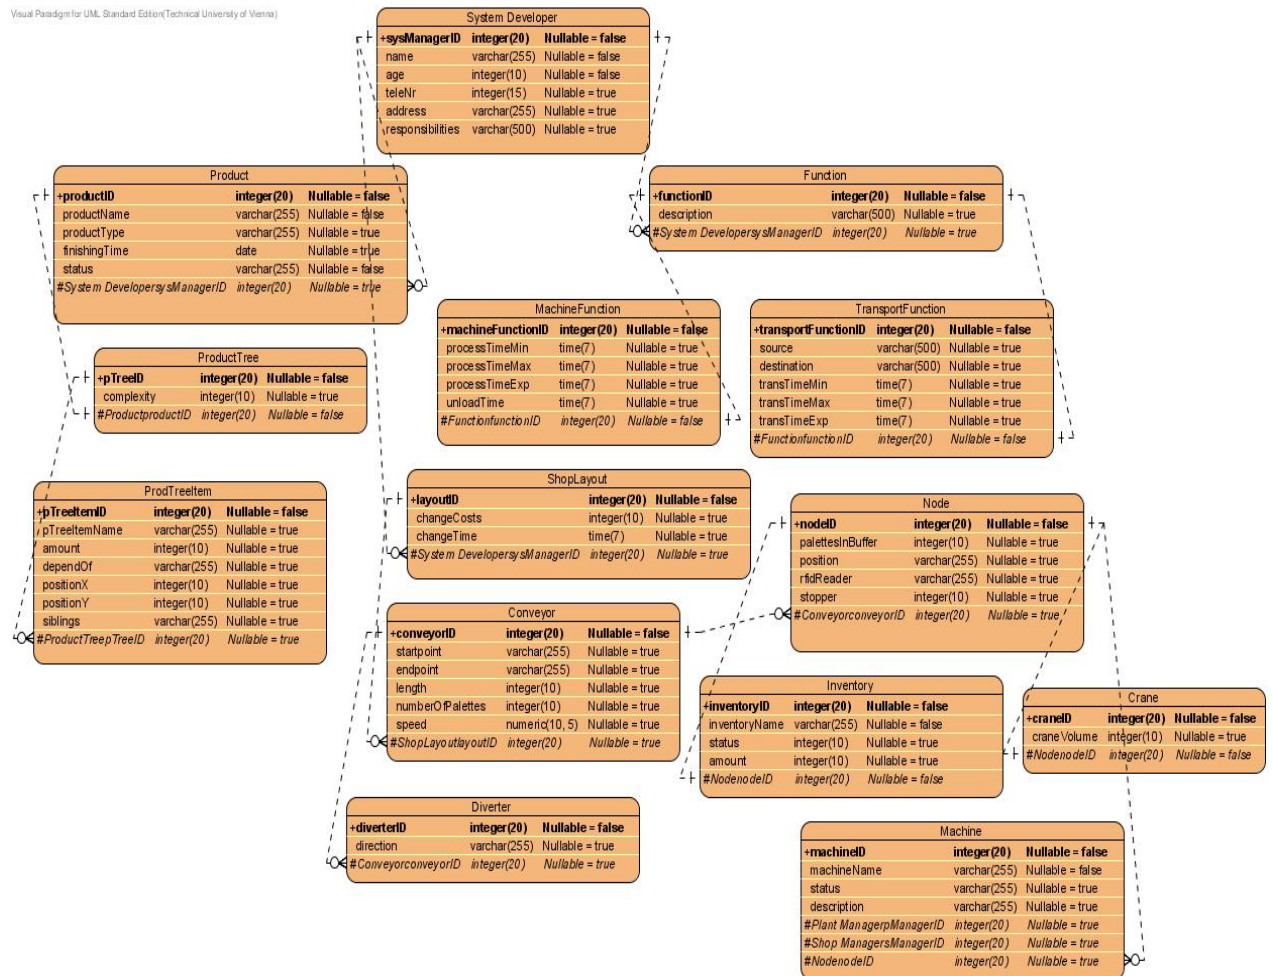 Visual Paradigm for UML Standard Edition(Technical University of Vienna)
System Developer
+sysManagerID integer(20) Nullable = false
name varchar(255) Nullable = false
age integer(10) Nullable = false
teleNr integer(15) Nullable = true
address varchar(255) Nullable = true
responsibilities varchar(500) Nullable = true
Product
+productID integer(20) Nullable = false
productName varchar(255) Nullable = false
productType varchar(255) Nullable = true
finishingTime date Nullable = true
status varchar(255) Nullable = false
#System DevelopersysManagerID integer(20) Nullable = true
Function
+functionID integer(20) Nullable = false
description varchar(500) Nullable = true
#System DevelopersysManagerID integer(20) Nullable = true
MachineFunction
+machineFunctionID integer(20) Nullable = false
processTimeMin time(7) Nullable = true
processTimeMax time(7) Nullable = true
processTimeExp time(7) Nullable = true
unloadTime time(7) Nullable = true
#FunctionfunctionID integer(20) Nullable = false
TransportFunction
+transportFunctionID integer(20) Nullable = false
source varchar(500) Nullable = true
destination varchar(500) Nullable = true
transTimeMin time(7) Nullable = true
transTimeMax time(7) Nullable = true
transTimeExp time(7) Nullable = true
#FunctionfunctionID integer(20) Nullable = false
ProductTree
+pTreeID integer(20) Nullable = false
complexity integer(10) Nullable = true
#ProductproductID integer(20) Nullable = false
ProdTreeItem
+pTreeItemID integer(20) Nullable = false
pTreeItemName varchar(255) Nullable = true
amount integer(10) Nullable = true
dependOf varchar(255) Nullable = true
positionX integer(10) Nullable = true
positionY integer(10) Nullable = true
siblings varchar(255) Nullable = true
#ProductTreepTreeID integer(20) Nullable = true
ShopLayout
+layoutID integer(20) Nullable = false
changeCosts integer(10) Nullable = true
changeTime time(7) Nullable = true
#System DevelopersysManagerID integer(20) Nullable = true
Node
+nodeID integer(20) Nullable = false
palettesInBuffer integer(10) Nullable = true
position varchar(255) Nullable = true
rfidReader varchar(255) Nullable = true
stopper integer(10) Nullable = true
#ConveyorconveyorID integer(20) Nullable = true
Conveyor
+conveyorID integer(20) Nullable = false
startpoint varchar(255) Nullable = true
endpoint varchar(255) Nullable = true
length integer(10) Nullable = true
numberOfPalettes integer(10) Nullable = true
speed numeric(10, 5) Nullable = true
#ShopLayoutlayoutID integer(20) Nullable = true
Inventory
+inventoryID integer(20) Nullable = false
inventoryName varchar(255) Nullable = false
status integer(10) Nullable = true
amount integer(10) Nullable = true
#NodenodeID integer(20) Nullable = false
Crane
+craneID integer(20) Nullable = false
craneVolume integer(10) Nullable = true
#NodenodeID integer(20) Nullable = false
Diverter
+diverterID integer(20) Nullable = false
direction varchar(255) Nullable = true
#ConveyorconveyorID integer(20) Nullable = true
Machine
+machineID integer(20) Nullable = false
machineName varchar(255) Nullable = false
status varchar(255) Nullable = true
description varchar(255) Nullable = true
#Plant ManagerpManagerID integer(20) Nullable = true
#Shop ManagersManagerID integer(20) Nullable = true
#NodenodeID integer(20) Nullable = true